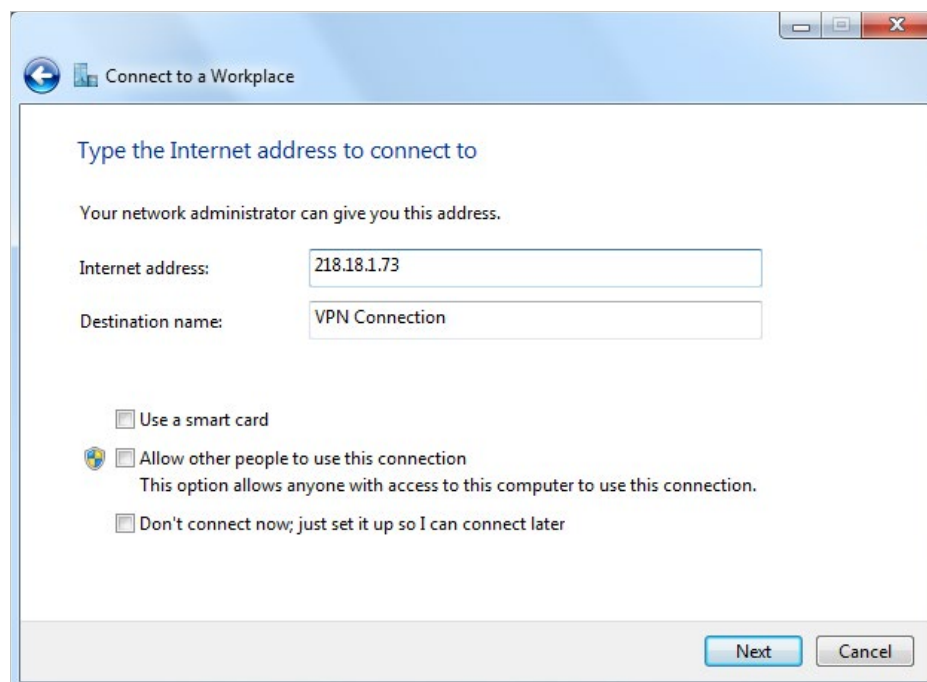 Connect to a Workplace
Type the Internet address to connect to
Your network administrator can give you this address.
Internet address: 218.18.1.73
Destination name: VPN Connection
Use a smart card
Allow other people to use this connection
This option allows anyone with access to this computer to use this connection.
Don't connect now; just set it up so I can connect later
Next Cancel